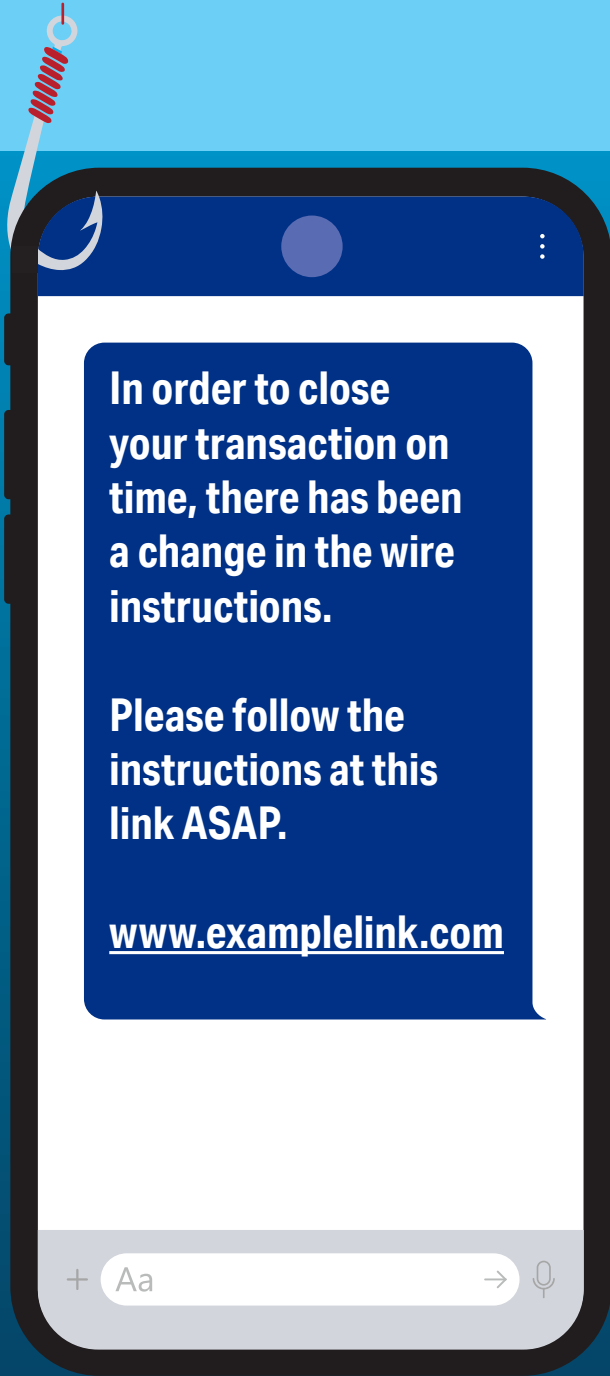 In order to close
your transaction on
time, there has been
a change in the wire
instructions.
Please follow the
instructions at this
link ASAP.
www.examplelink.com
Aa